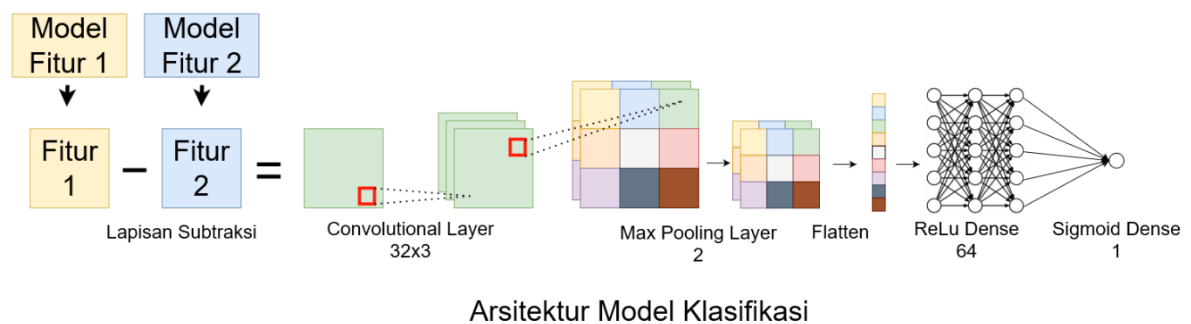 Model
Fitur 1
Model
Fitur 2
Fitur
1
−
Fitur
2
=
Lapisan Subtraksi
Convolutional Layer
32x3
Max Pooling Layer
2
Flatten
ReLu Dense
64
Sigmoid Dense
1
Arsitektur Model Klasifikasi